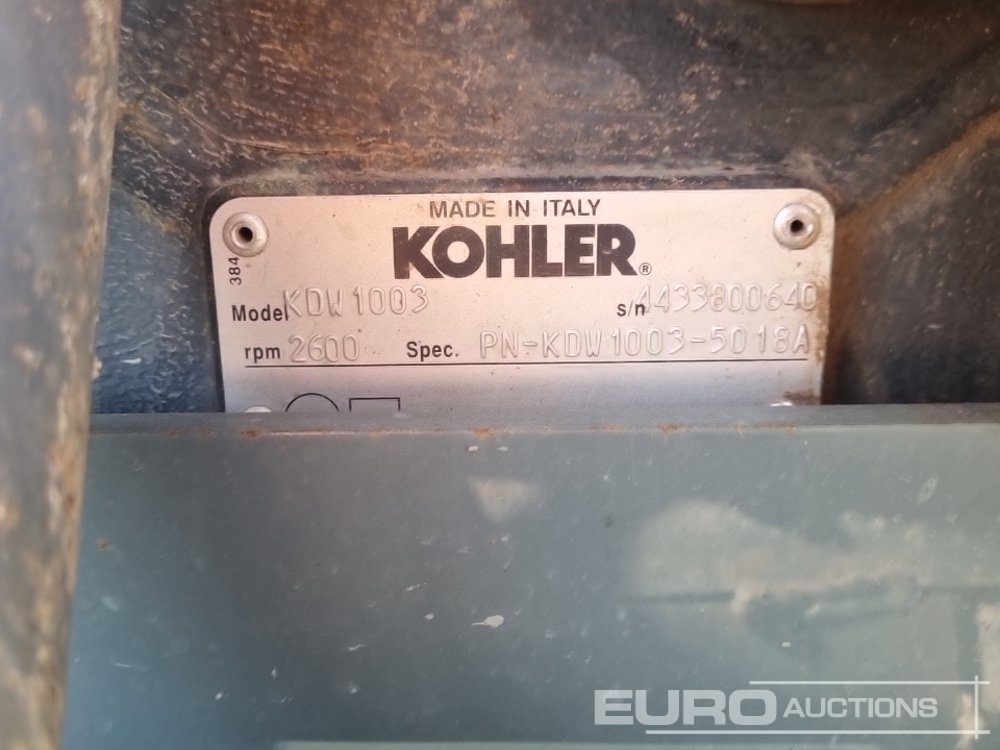 MADE IN ITALY
KOHLER®
384
Model KDW1003 s/n 4433800640
rpm 2600 Spec. PN-KDW1003-5018A
EURO AUCTIONS